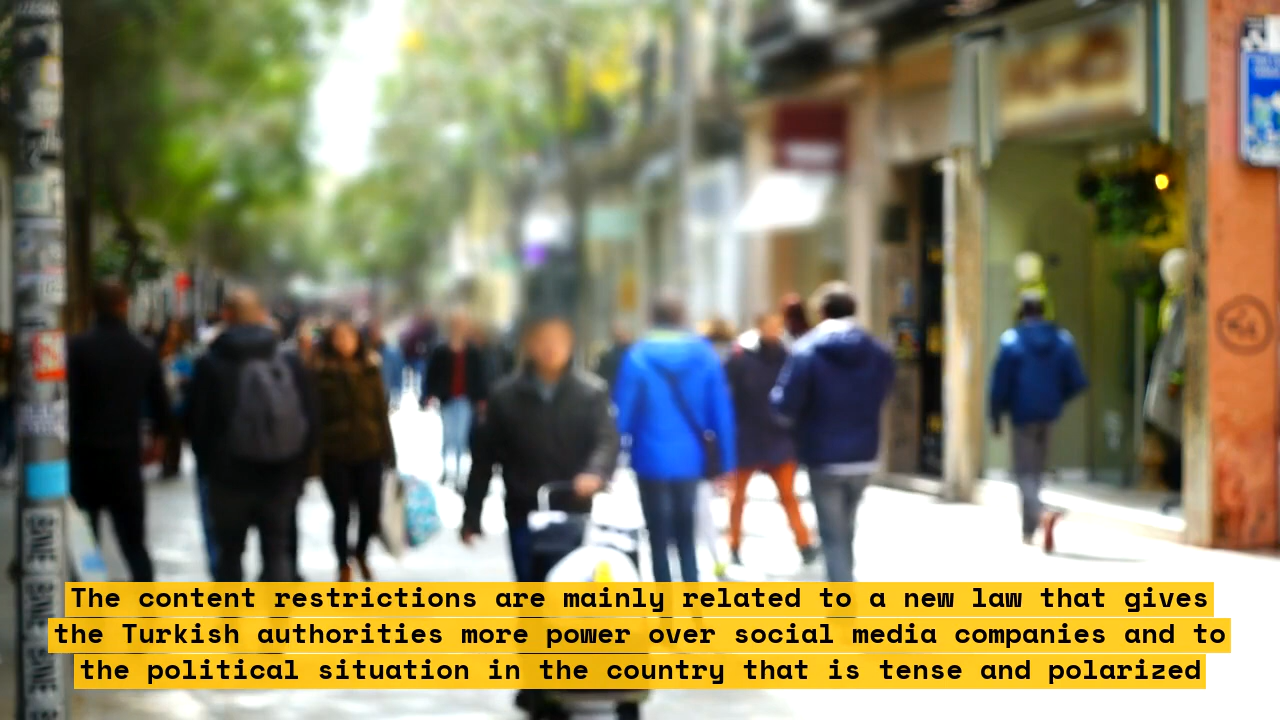 The content restrictions are mainly related to a new law that gives
the Turkish authorities more power over social media companies and to
the political situation in the country that is tense and polarized